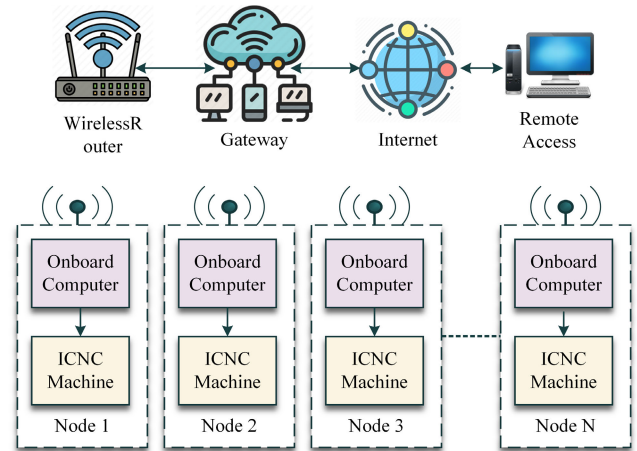 WirelessR
outer
Gateway
Internet
Remote
Access
Onboard
Computer
ICNC
Machine
Node 1
Onboard
Computer
ICNC
Machine
Node 2
Onboard
Computer
ICNC
Machine
Node 3
Onboard
Computer
ICNC
Machine
Node N